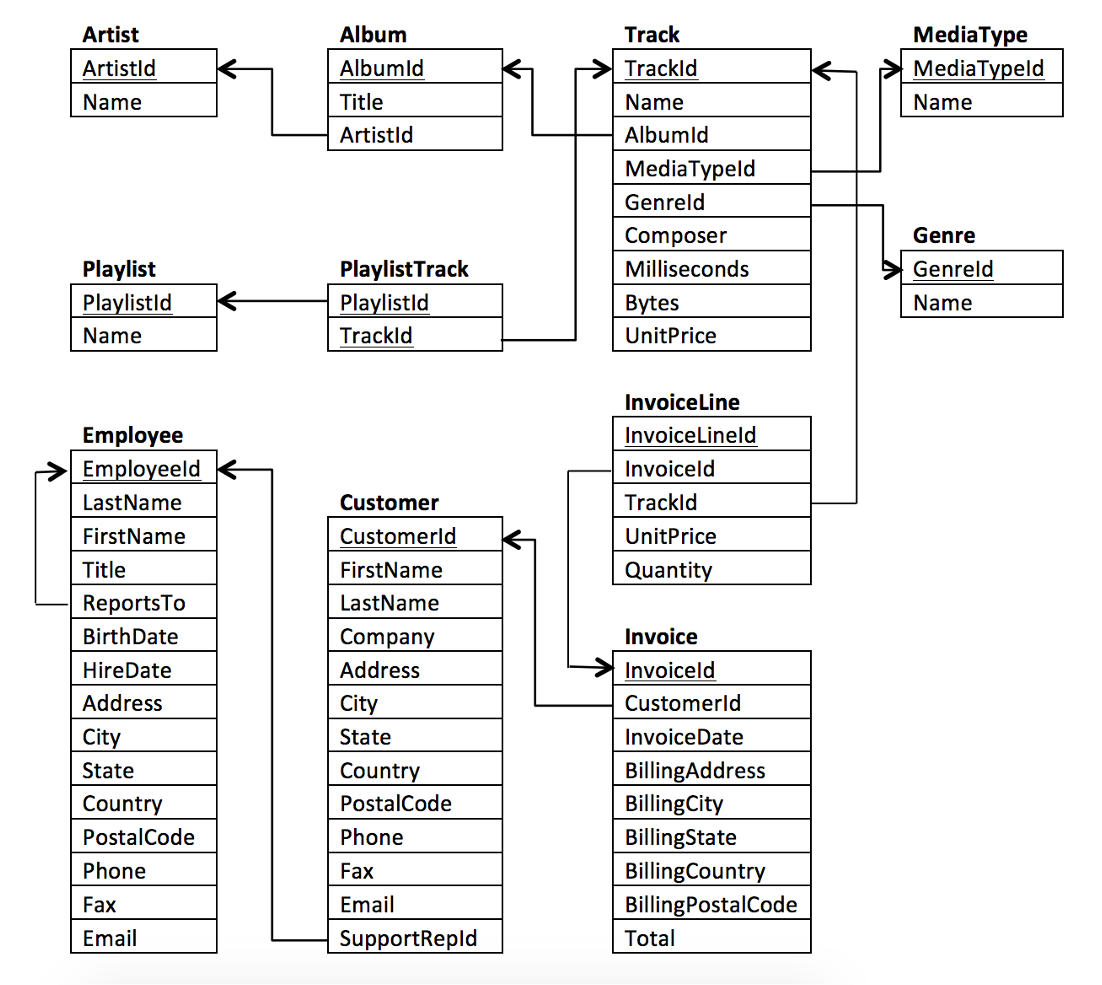 Artist
ArtistId
Name
Album
AlbumId
Title
ArtistId
Track
TrackId
Name
AlbumId
MediaTypeId
GenreId
Composer
Milliseconds
Bytes
UnitPrice
MediaType
MediaTypeId
Name
Genre
GenreId
Name
Playlist
PlaylistId
Name
PlaylistTrack
PlaylistId
TrackId
Employee
EmployeeId
LastName
FirstName
Title
ReportsTo
BirthDate
HireDate
Address
City
State
Country
PostalCode
Phone
Fax
Email
Customer
CustomerId
FirstName
LastName
Company
Address
City
State
Country
PostalCode
Phone
Fax
Email
SupportRepId
InvoiceLine
InvoiceLineId
InvoiceId
TrackId
UnitPrice
Quantity
Invoice
InvoiceId
CustomerId
InvoiceDate
BillingAddress
BillingCity
BillingState
BillingCountry
BillingPostalCode
Total